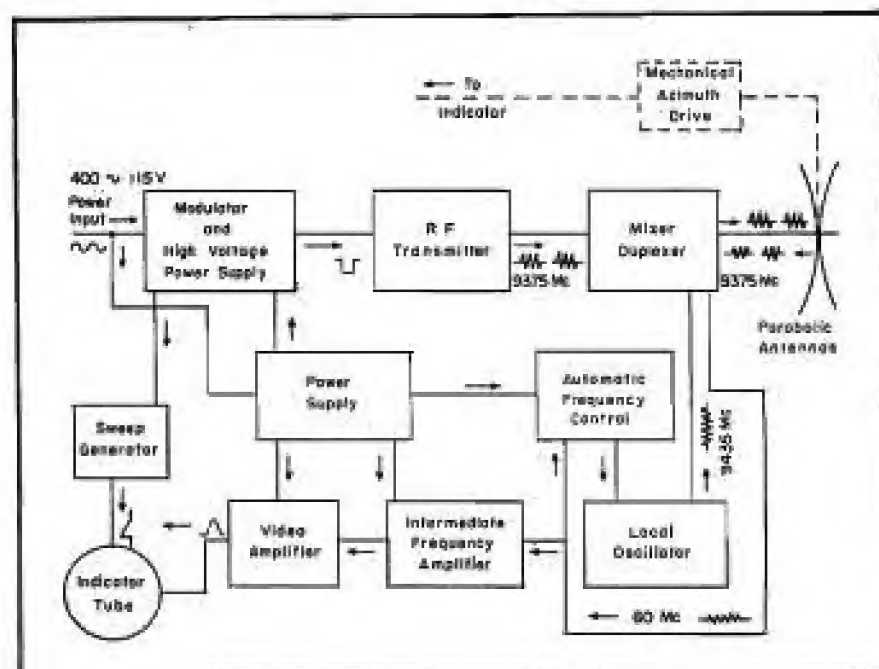 ← To
Indicator
Mechanical
Azimuth
Drive
400 ~ 115 V
Power
Input
Modulator
and
High Voltage
Power Supply
R F
Transmitter
Mixer
Duplexer
9375 Mc
9375 Mc
Parabolic
Antennas
Power
Supply
Automatic
Frequency
Control
Sweep
Generator
9435 Mc
Video
Amplifier
Intermediate
Frequency
Amplifier
Local
Oscillator
Indicator
Tube
60 Mc